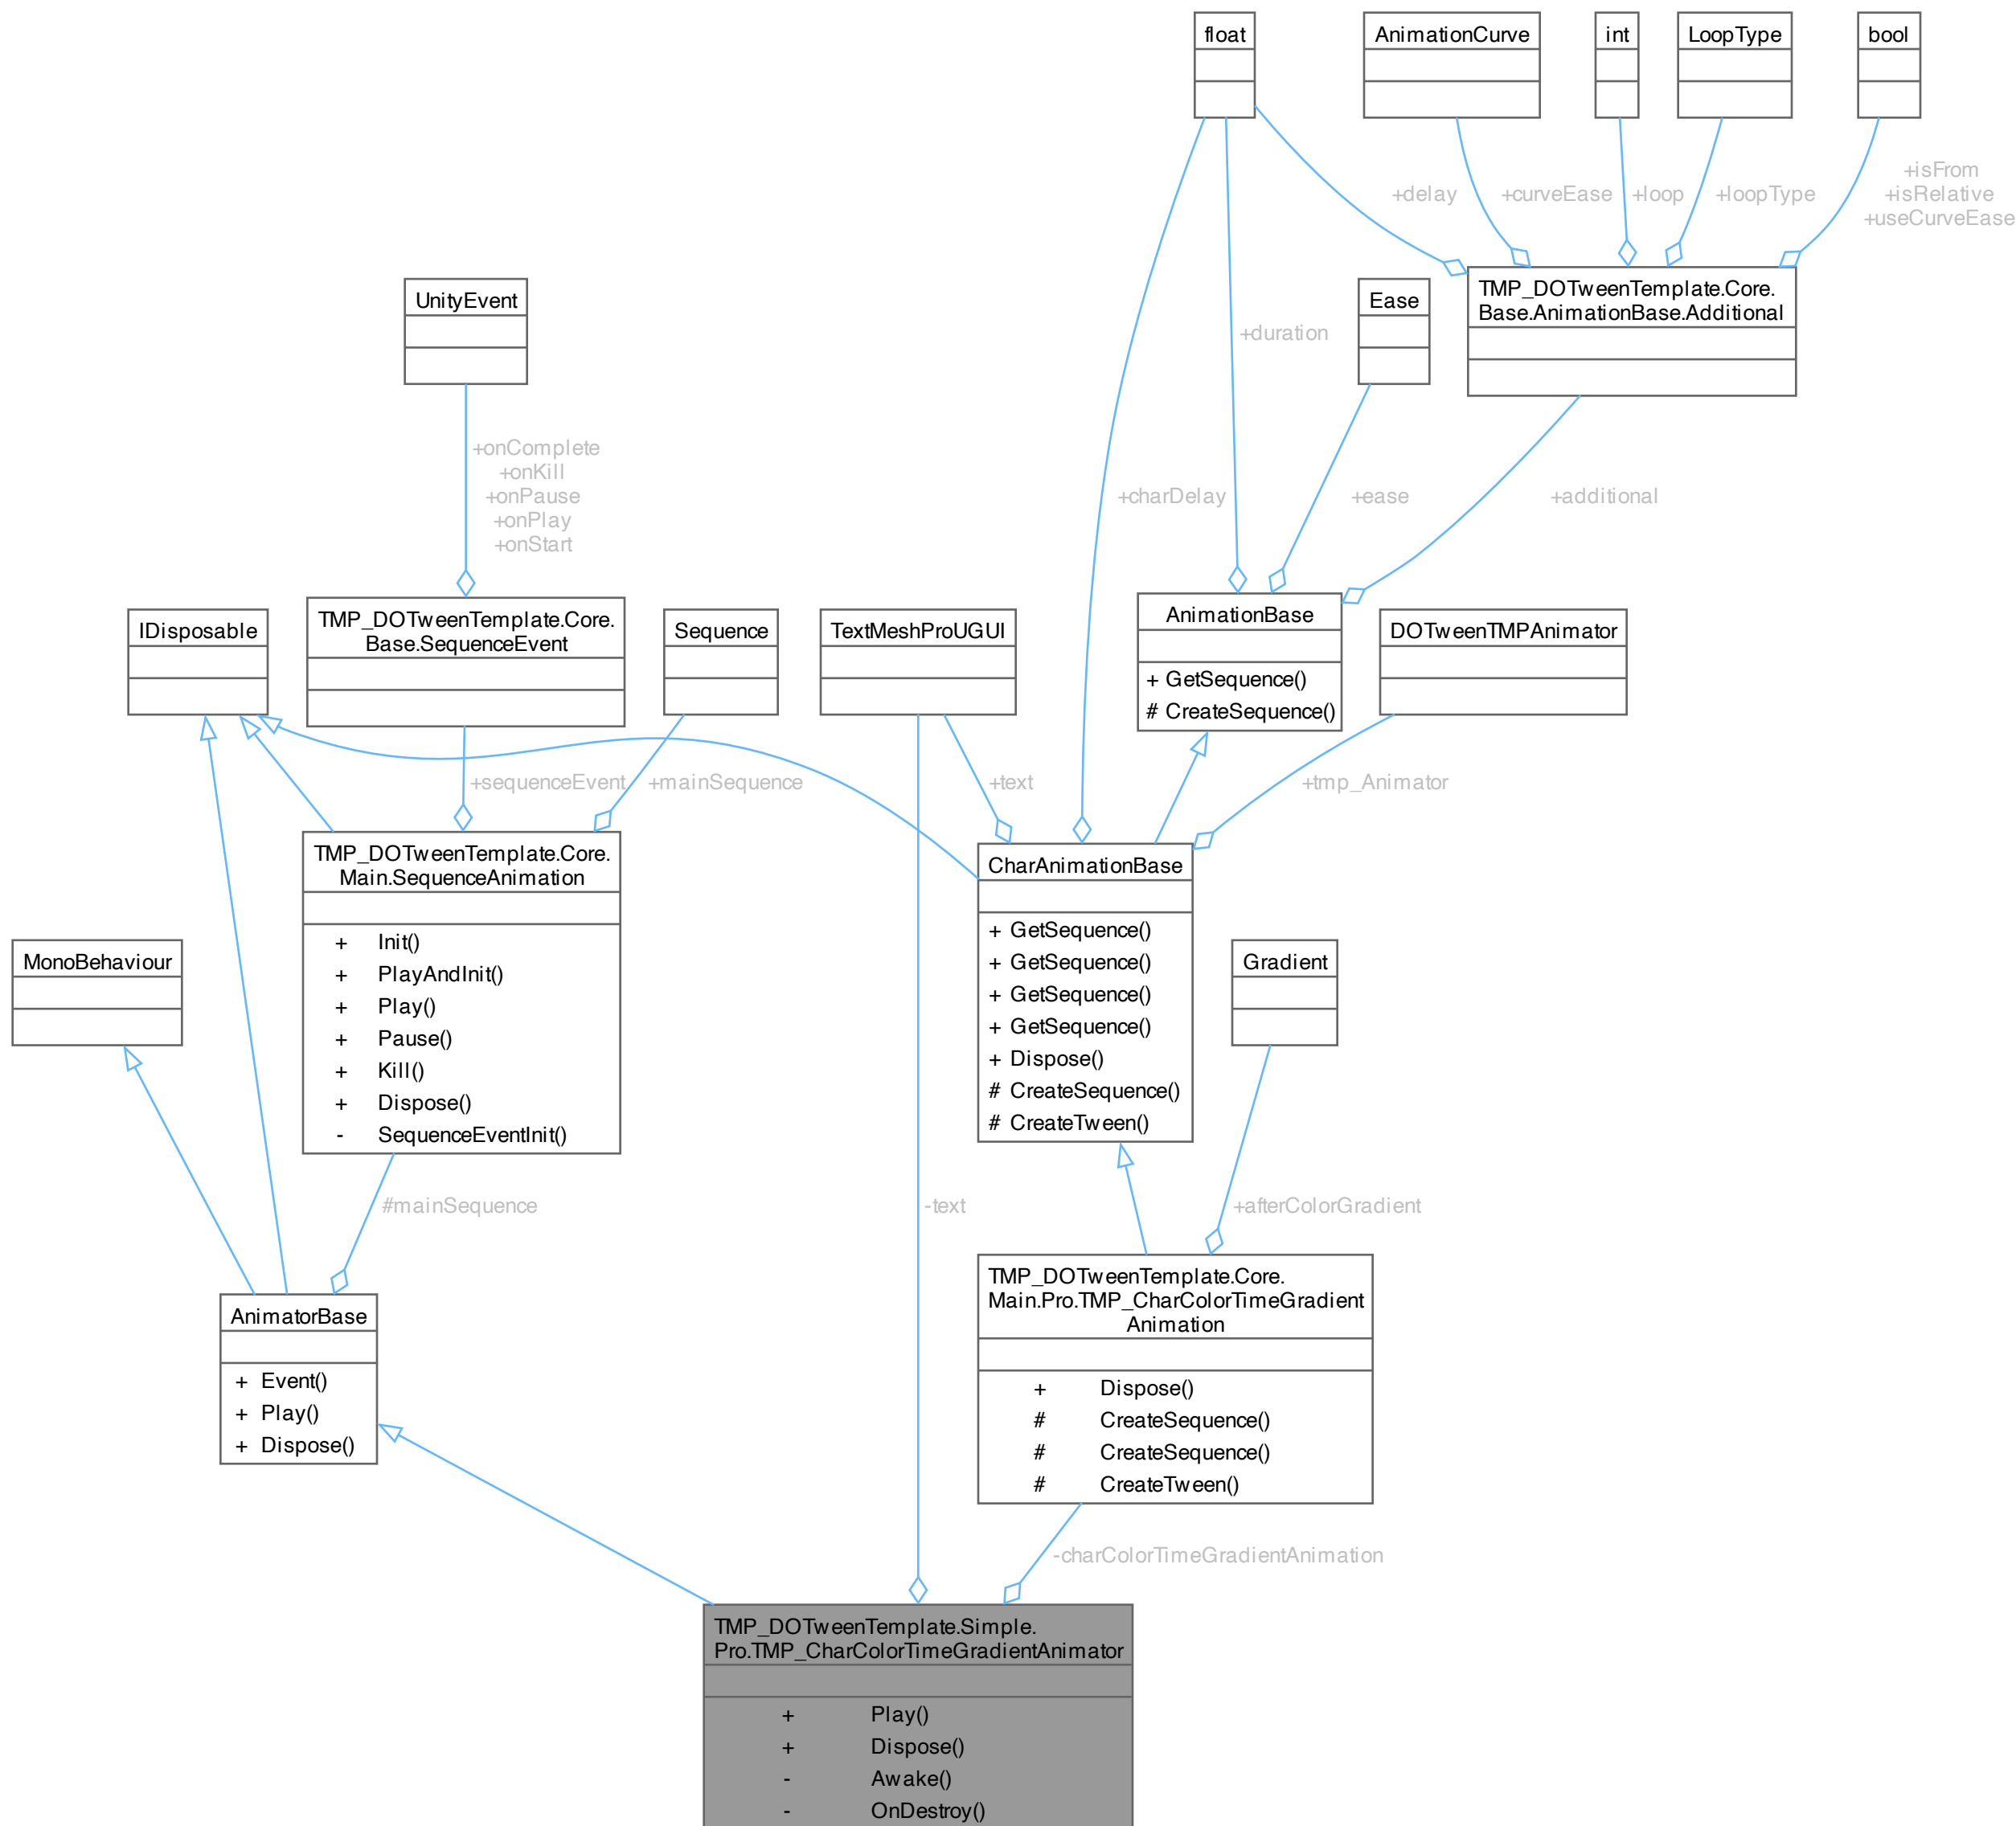 float
AnimationCurve
int
LoopType
bool
+delay
+curveEase
+loop
+loopType
+isFrom
+isRelative
+useCurveEase
UnityEvent
Ease
TMP_DOTweenTemplate.Core.
Base.AnimationBase.Additional
+duration
+onComplete
+onKill
+onPause
+onPlay
+onStart
+charDelay
+ease
+additional
IDisposable
TMP_DOTweenTemplate.Core.
Base.SequenceEvent
Sequence
TextMeshProUGUI
AnimationBase
+ GetSequence()
# CreateSequence()
DOTweenTMPAnimator
+sequenceEvent
+mainSequence
+text
+tmp_Animator
MonoBehaviour
TMP_DOTweenTemplate.Core.
Main.SequenceAnimation
+ Init()
+ PlayAndInit()
+ Play()
+ Pause()
+ Kill()
+ Dispose()
- SequenceEventInit()
CharAnimationBase
+ GetSequence()
+ GetSequence()
+ GetSequence()
+ GetSequence()
+ Dispose()
# CreateSequence()
# CreateTween()
Gradient
#mainSequence
-text
+afterColorGradient
AnimatorBase
+ Event()
+ Play()
+ Dispose()
TMP_DOTweenTemplate.Core.
Main.Pro.TMP_CharColorTimeGradient
Animation
+ Dispose()
# CreateSequence()
# CreateSequence()
# CreateTween()
-charColorTimeGradientAnimation
TMP_DOTweenTemplate.Simple.
Pro.TMP_CharColorTimeGradientAnimator
+ Play()
+ Dispose()
- Awake()
- OnDestroy()